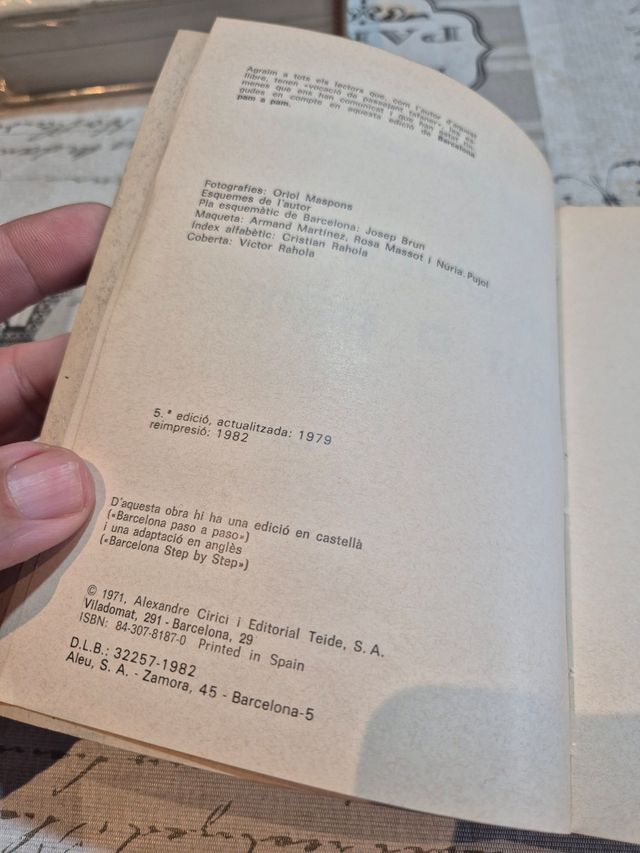 Agraïm a tots els lectors que, com l'autor d'aquest
llibre, tenen «vocació de passejant tafaner» les es-
menes que ens han comunicat i que han estat tin-
gudes en compte en aquesta edició de Barcelona
pam a pam.
Fotografies: Oriol Maspons
Esquemes de l'autor
Pla esquemàtic de Barcelona: Josep Brun
Maqueta: Armand Martínez, Rosa Massot i Núria Pujol
Índex alfabètic: Cristian Rahola
Coberta: Víctor Rahola
5.ª edició, actualitzada: 1979
reimpresió: 1982
D'aquesta obra hi ha una edició en castellà
(«Barcelona paso a paso»)
i una adaptació en anglès
(«Barcelona Step by Step»)
© 1971, Alexandre Cirici i Editorial Teide, S. A.
Viladomat, 291 - Barcelona, 29
ISBN: 84-307-8187-0 Printed in Spain
D.L.B.: 32257-1982
Aleu, S. A. - Zamora, 45 - Barcelona-5